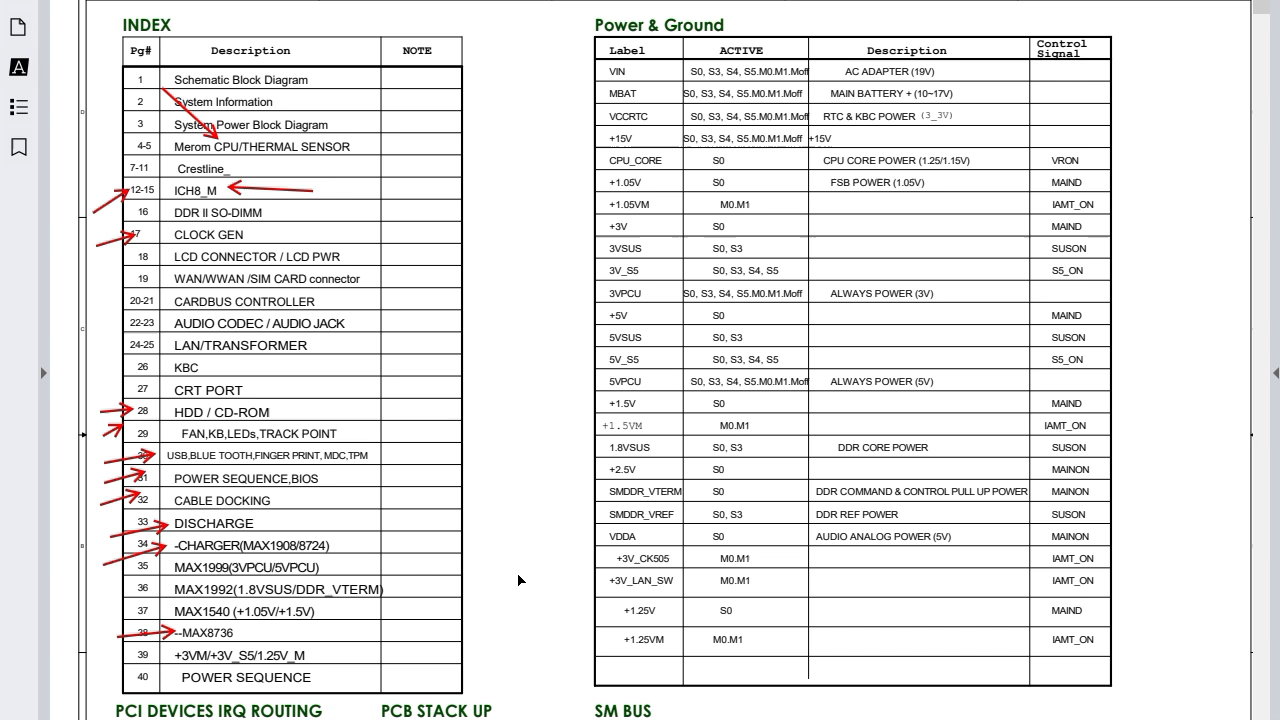 INDEX
Pg# Description NOTE
1 Schematic Block Diagram
2 System Information
3 System Power Block Diagram
4-5 Merom CPU/THERMAL SENSOR
7-11 Crestline_
12-15 ICH8_M
16 DDR II SO-DIMM
17 CLOCK GEN
18 LCD CONNECTOR / LCD PWR
19 WAN/WWAN /SIM CARD connector
20-21 CARDBUS CONTROLLER
22-23 AUDIO CODEC / AUDIO JACK
24-25 LAN/TRANSFORMER
26 KBC
27 CRT PORT
28 HDD / CD-ROM
29 FAN,KB,LEDs,TRACK POINT
30 USB,BLUE TOOTH,FINGER PRINT, MDC,TPM
31 POWER SEQUENCE,BIOS
32 CABLE DOCKING
33 DISCHARGE
34 -CHARGER(MAX1908/8724)
35 MAX1999(3VPCU/5VPCU)
36 MAX1992(1.8VSUS/DDR_VTERM)
37 MAX1540 (+1.05V/+1.5V)
38 --MAX8736
39 +3VM/+3V_S5/1.25V_M
40 POWER SEQUENCE
Power & Ground
Label ACTIVE Description Control Signal
VIN S0, S3, S4, S5.M0.M1.Moff AC ADAPTER (19V)
MBAT S0, S3, S4, S5.M0.M1.Moff MAIN BATTERY + (10~17V)
VCCRTC S0, S3, S4, S5.M0.M1.Moff RTC & KBC POWER (3_3V)
+15V S0, S3, S4, S5.M0.M1.Moff +15V
CPU_CORE S0 CPU CORE POWER (1.25/1.15V) VRON
+1.05V S0 FSB POWER (1.05V) MAIND
+1.05VM M0.M1 IAMT_ON
+3V S0 MAIND
3VSUS S0, S3 SUSON
3V_S5 S0, S3, S4, S5 S5_ON
3VPCU S0, S3, S4, S5.M0.M1.Moff ALWAYS POWER (3V)
+5V S0 MAIND
5VSUS S0, S3 SUSON
5V_S5 S0, S3, S4, S5 S5_ON
5VPCU S0, S3, S4, S5.M0.M1.Moff ALWAYS POWER (5V)
+1.5V S0 MAIND
+1.5VM M0.M1 IAMT_ON
1.8VSUS S0, S3 DDR CORE POWER SUSON
+2.5V S0 MAINON
SMDDR_VTERM S0 DDR COMMAND & CONTROL PULL UP POWER MAINON
SMDDR_VREF S0, S3 DDR REF POWER SUSON
VDDA S0 AUDIO ANALOG POWER (5V) MAINON
+3V_CK505 M0.M1 IAMT_ON
+3V_LAN_SW M0.M1 IAMT_ON
+1.25V S0 MAIND
+1.25VM M0.M1 IAMT_ON
PCI DEVICES IRQ ROUTING PCB STACK UP SM BUS
D
C
B